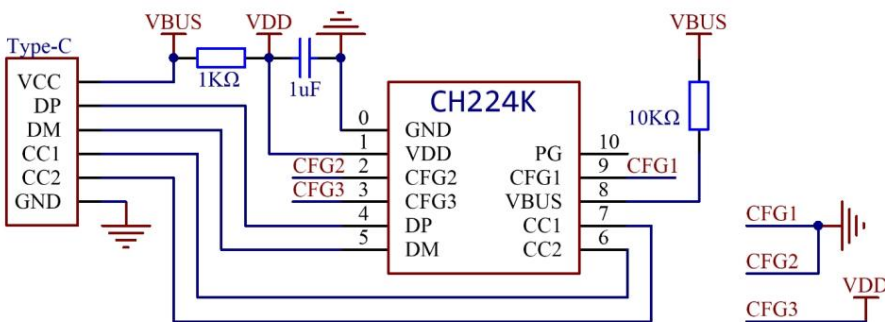 VBUS VDD VBUS
Type-C
1KΩ
1uF
VCC
DP
DM
CC1
CC2
GND
CH224K
10KΩ
0 GND
1 VDD PG 10
CFG2 2 CFG2 CFG1 9 CFG1
CFG3 3 CFG3 VBUS 8
4 DP CC1 7
5 DM CC2 6
CFG1
CFG2
VDD
CFG3